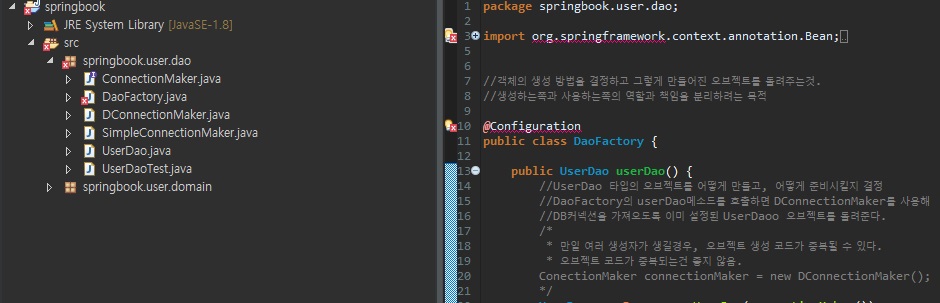 springbook
JRE System Library [JavaSE-1.8]
src
springbook.user.dao
ConnectionMaker.java
DaoFactory.java
DConnectionMaker.java
SimpleConnectionMaker.java
UserDao.java
UserDaoTest.java
springbook.user.domain
1 package springbook.user.dao;
2
3 import org.springframework.context.annotation.Bean;
5
6
7 //객체의 생성 방법을 결정하고 그렇게 만들어진 오브젝트를 돌려주는것.
8 //생성하는쪽과 사용하는쪽의 역할과 책임을 분리하려는 목적
9
10 @Configuration
11 public class DaoFactory {
12
13 public UserDao userDao() {
14 //UserDao 타입의 오브젝트를 어떻게 만들고, 어떻게 준비시킬지 결정
15 //DaoFactory의 userDao메소드를 호출하면 DConnectionMaker를 사용해
16 //DB커넥션을 가져오도록 이미 설정된 UserDaoo 오브젝트를 돌려준다.
17 /*
18 * 만일 여러 생성자가 생길경우, 오브젝트 생성 코드가 중복될 수 있다.
19 * 오브젝트 코드가 중복되는건 좋지 않음.
20 ConectionMaker connectionMaker = new DConnectionMaker();
21 */